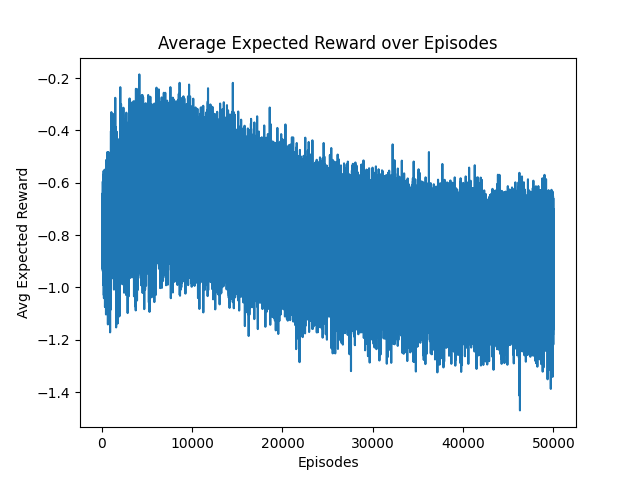 Average Expected Reward over Episodes
Avg Expected Reward
−0.2
−0.4
−0.6
−0.8
−1.0
−1.2
−1.4
0 10000 20000 30000 40000 50000
Episodes